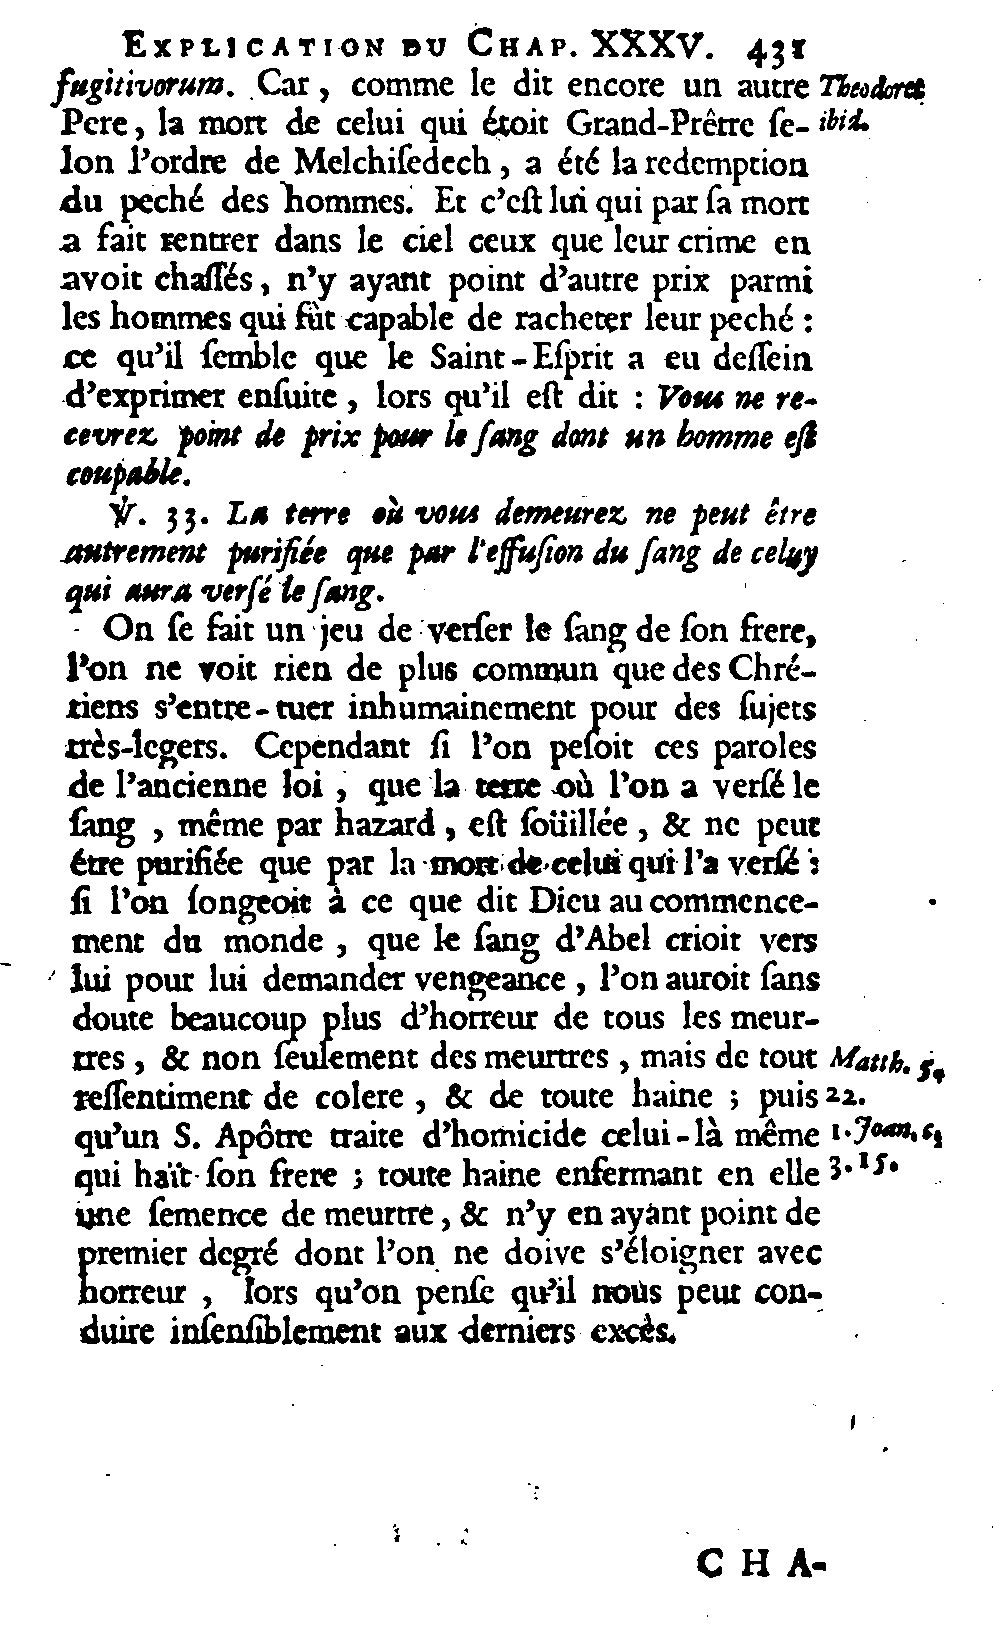 EXPLICATION DU CHAP. XXXV. 431
fugitivorum. Car, comme le dit encore un autre Theodoret
Pere, la mort de celui qui étoit Grand-Prêtre ſe- ibid.
lon l'ordre de Melchiſedech, a été la redemption
du peché des hommes. Et c'eſt lui qui par ſa mort
a fait rentrer dans le ciel ceux que leur crime en
avoit chaſſés, n'y ayant point d'autre prix parmi
les hommes qui fût capable de racheter leur peché :
ce qu'il ſemble que le Saint-Eſprit a eu deſſein
d'exprimer enſuite, lors qu'il eſt dit : Vous ne re-
cevrez point de prix pour le ſang dont un homme eſt
coupable.
℣. 33. La terre où vous demeurez ne peut être
autrement purifiée que par l'effuſion du ſang de celuy
qui aura verſé le ſang.
On ſe fait un jeu de verſer le ſang de ſon frere,
l'on ne voit rien de plus commun que des Chré-
tiens s'entre-tuer inhumainement pour des ſujets
très-legers. Cependant ſi l'on peſoit ces paroles
de l'ancienne loi, que la terre où l'on a verſé le
ſang, même par hazard, eſt ſoüillée, & ne peut
être purifiée que par la mort de celui qui l'a verſé ;
ſi l'on ſongeoit à ce que dit Dieu au commence-
ment du monde, que le ſang d'Abel crioit vers
lui pour lui demander vengeance, l'on auroit ſans
doute beaucoup plus d'horreur de tous les meur-
tres, & non ſeulement des meurtres, mais de tout Matth. 5.
reſſentiment de colere, & de toute haine ; puis 22.
qu'un S. Apôtre traite d'homicide celui-là même 1. Joan. c.
qui haït ſon frere ; toute haine enfermant en elle 3. 15.
une ſemence de meurtre, & n'y en ayant point de
premier degré dont l'on ne doive s'éloigner avec
horreur, lors qu'on penſe qu'il nous peut con-
duire inſenſiblement aux derniers excès.
CHA-